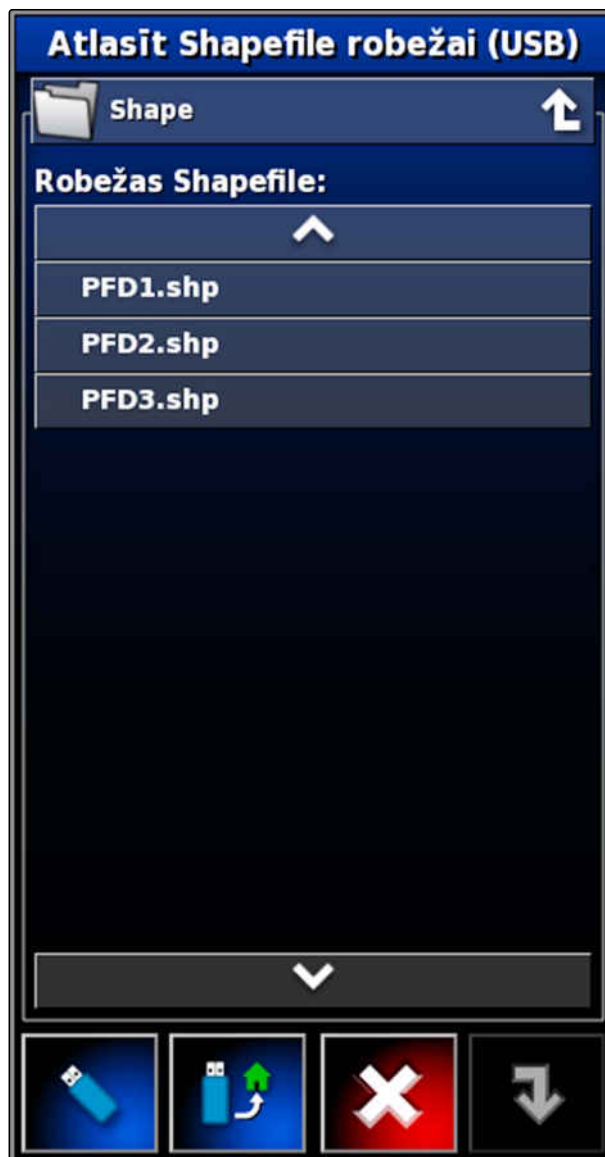 Atlasīt Shapefile robežai (USB)
Shape
Robežas Shapefile:
PFD1.shp
PFD2.shp
PFD3.shp